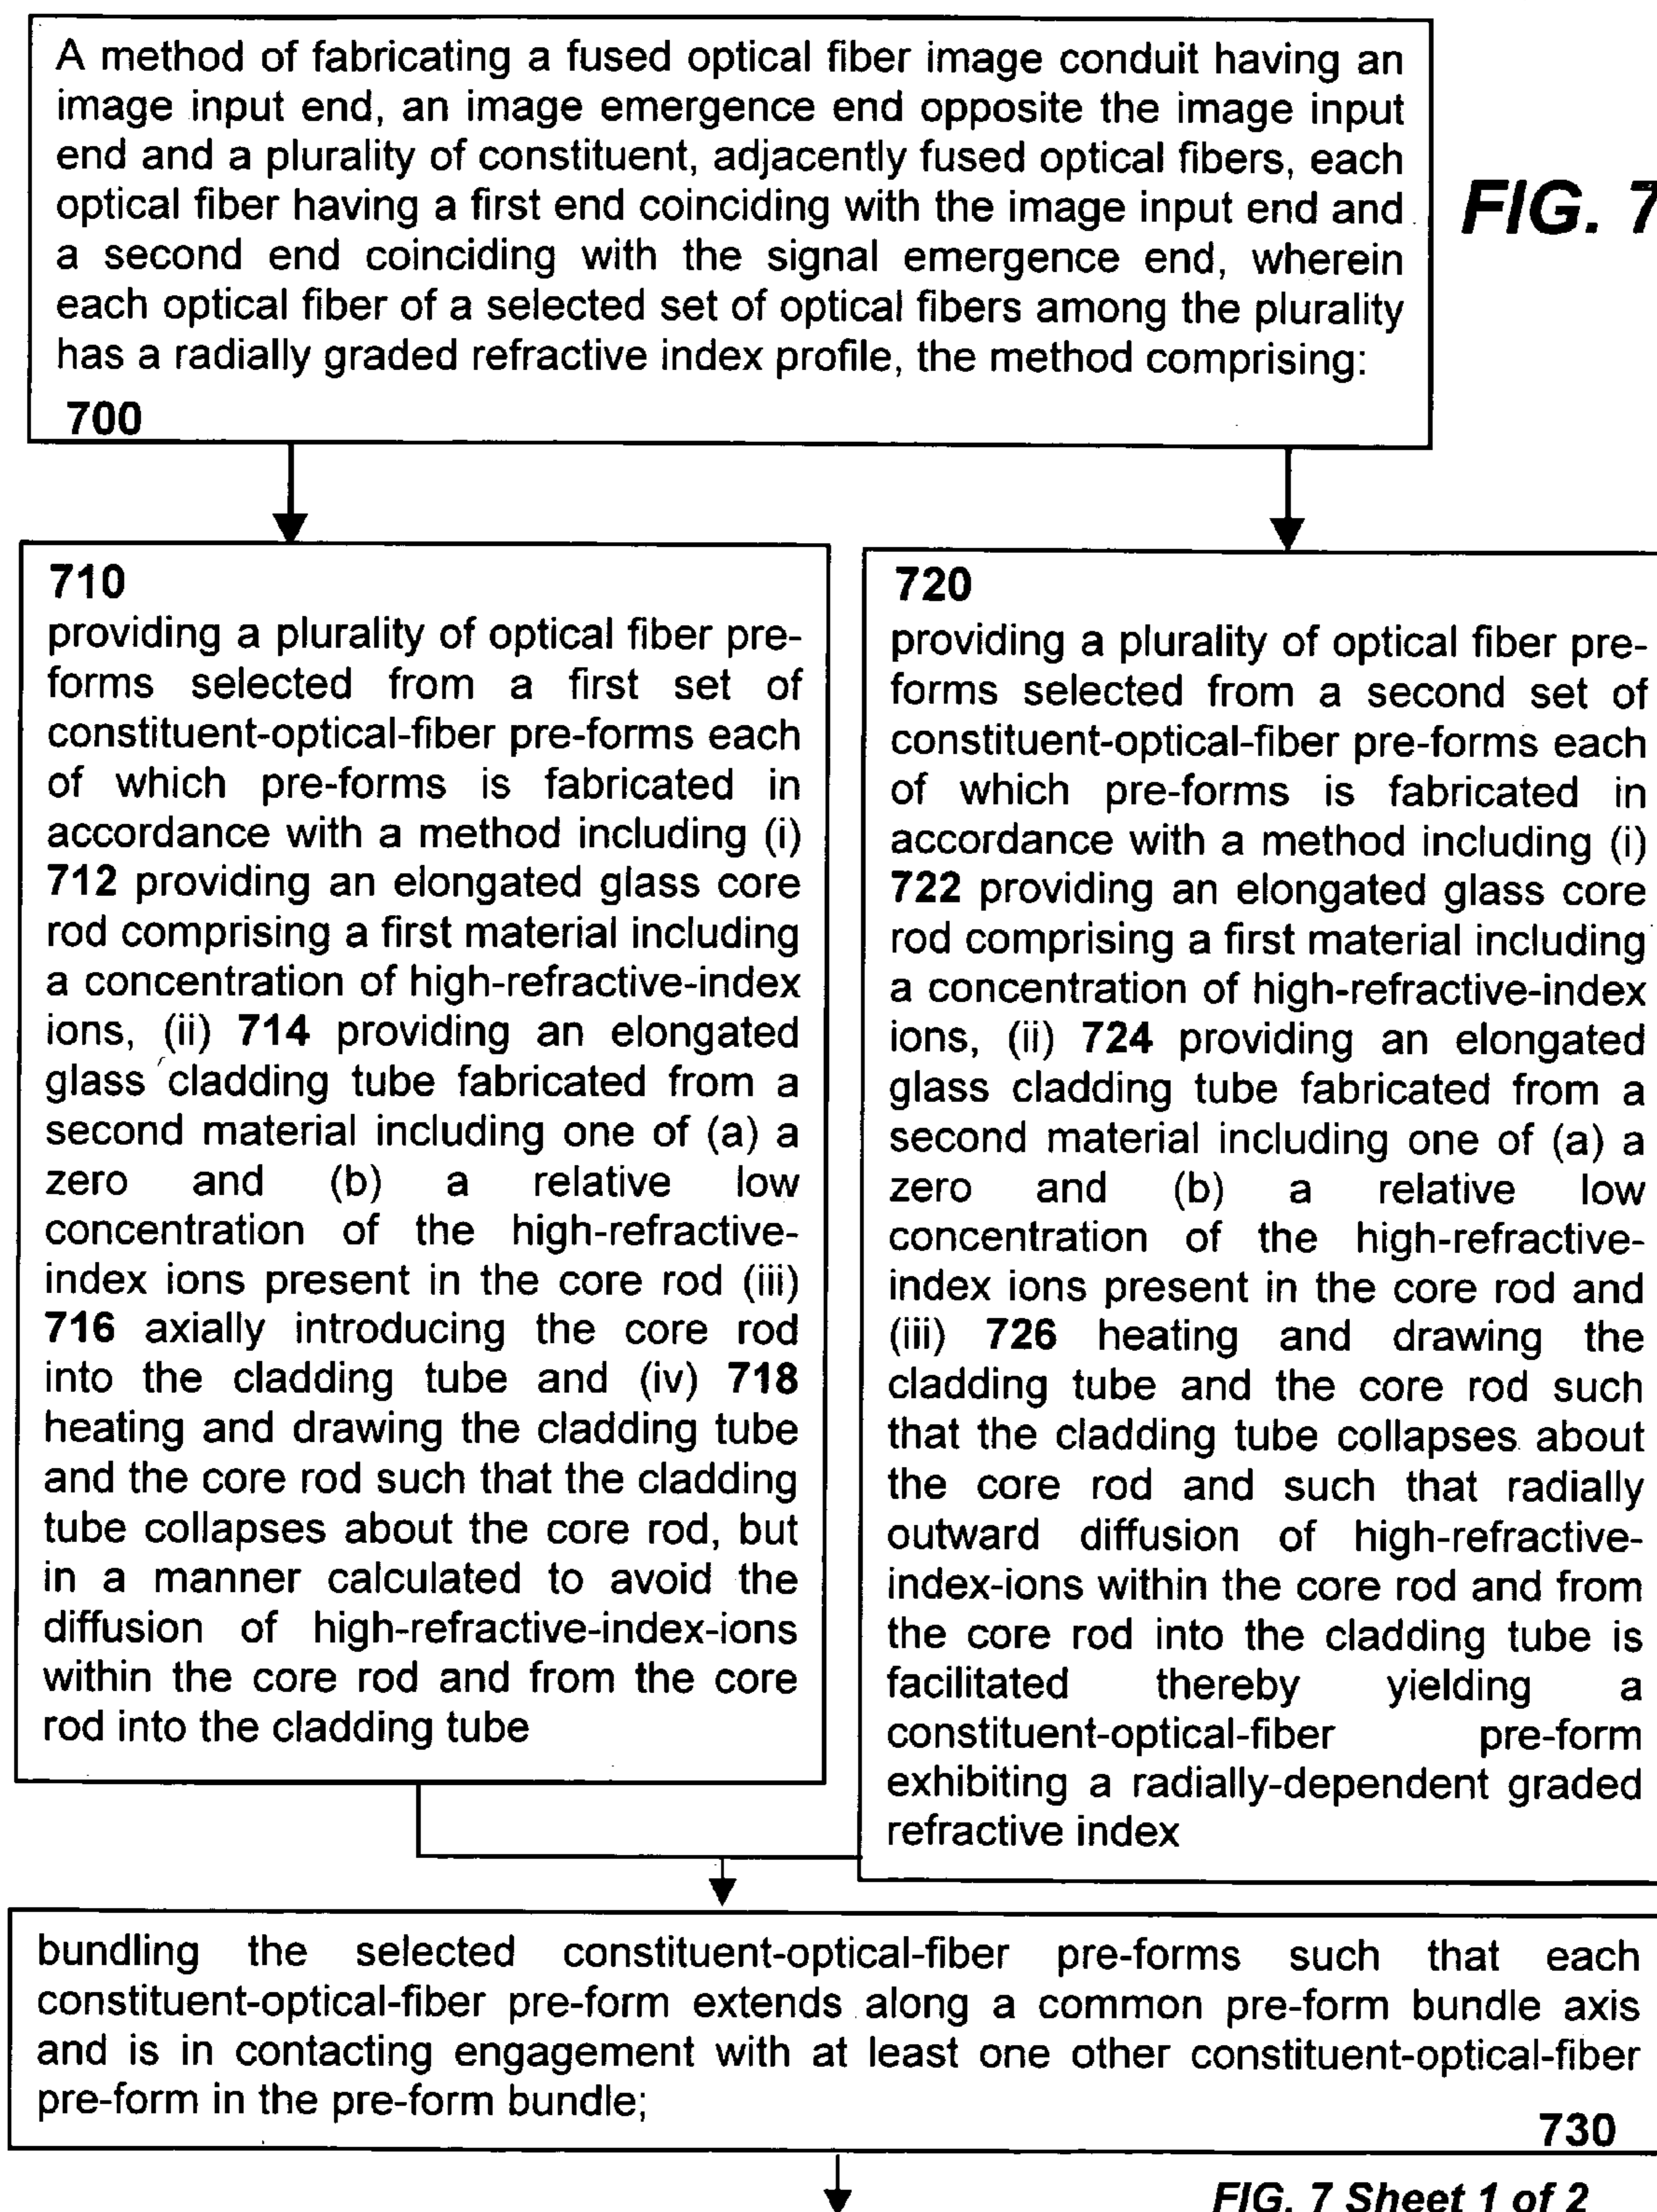 A method of fabricating a fused optical fiber image conduit having an
image input end, an image emergence end opposite the image input
end and a plurality of constituent, adjacently fused optical fibers, each
optical fiber having a first end coinciding with the image input end and
a second end coinciding with the signal emergence end, wherein
each optical fiber of a selected set of optical fibers among the plurality
has a radially graded refractive index profile, the method comprising:
700
FIG. 7
710
providing a plurality of optical fiber pre-
forms selected from a first set of
constituent-optical-fiber pre-forms each
of which pre-forms is fabricated in
accordance with a method including (i)
712 providing an elongated glass core
rod comprising a first material including
a concentration of high-refractive-index
ions, (ii) 714 providing an elongated
glass cladding tube fabricated from a
second material including one of (a) a
zero and (b) a relative low
concentration of the high-refractive-
index ions present in the core rod (iii)
716 axially introducing the core rod
into the cladding tube and (iv) 718
heating and drawing the cladding tube
and the core rod such that the cladding
tube collapses about the core rod, but
in a manner calculated to avoid the
diffusion of high-refractive-index-ions
within the core rod and from the core
rod into the cladding tube
720
providing a plurality of optical fiber pre-
forms selected from a second set of
constituent-optical-fiber pre-forms each
of which pre-forms is fabricated in
accordance with a method including (i)
722 providing an elongated glass core
rod comprising a first material including
a concentration of high-refractive-index
ions, (ii) 724 providing an elongated
glass cladding tube fabricated from a
second material including one of (a) a
zero and (b) a relative low
concentration of the high-refractive-
index ions present in the core rod and
(iii) 726 heating and drawing the
cladding tube and the core rod such
that the cladding tube collapses about
the core rod and such that radially
outward diffusion of high-refractive-
index-ions within the core rod and from
the core rod into the cladding tube is
facilitated thereby yielding a
constituent-optical-fiber pre-form
exhibiting a radially-dependent graded
refractive index
bundling the selected constituent-optical-fiber pre-forms such that each
constituent-optical-fiber pre-form extends along a common pre-form bundle axis
and is in contacting engagement with at least one other constituent-optical-fiber
pre-form in the pre-form bundle;
730
FIG. 7 Sheet 1 of 2